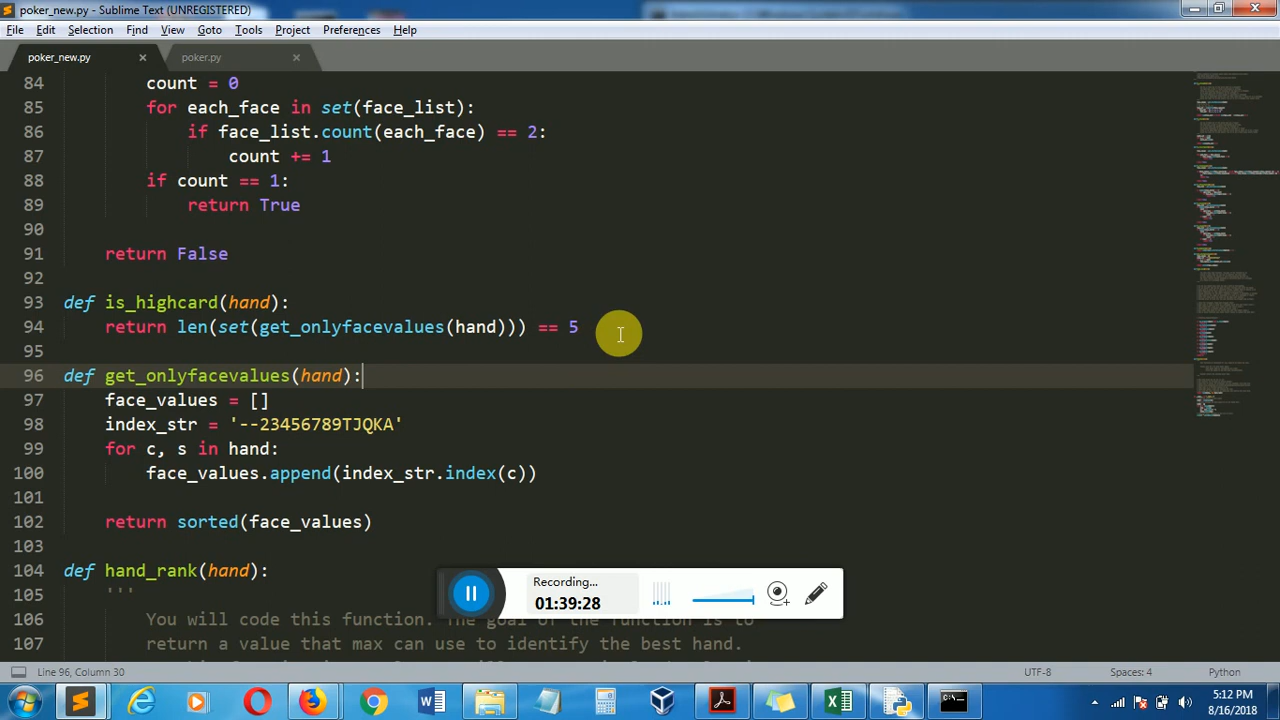 poker_new.py - Sublime Text (UNREGISTERED)
File Edit Selection Find View Goto Tools Project Preferences Help
poker_new.py poker.py
84 count = 0
85 for each_face in set(face_list):
86 if face_list.count(each_face) == 2:
87 count += 1
88 if count == 1:
89 return True
90
91 return False
92
93 def is_highcard(hand):
94 return len(set(get_onlyfacevalues(hand))) == 5
95
96 def get_onlyfacevalues(hand):
97 face_values = []
98 index_str = '--23456789TJQKA'
99 for c, s in hand:
100 face_values.append(index_str.index(c))
101
102 return sorted(face_values)
103
104 def hand_rank(hand):
105 '''
106 You will code this function. The goal of the function is to
107 return a value that max can use to identify the best hand.
Recording...
01:39:28
Line 96, Column 30 UTF-8 Spaces: 4 Python
5:12 PM
8/16/2018